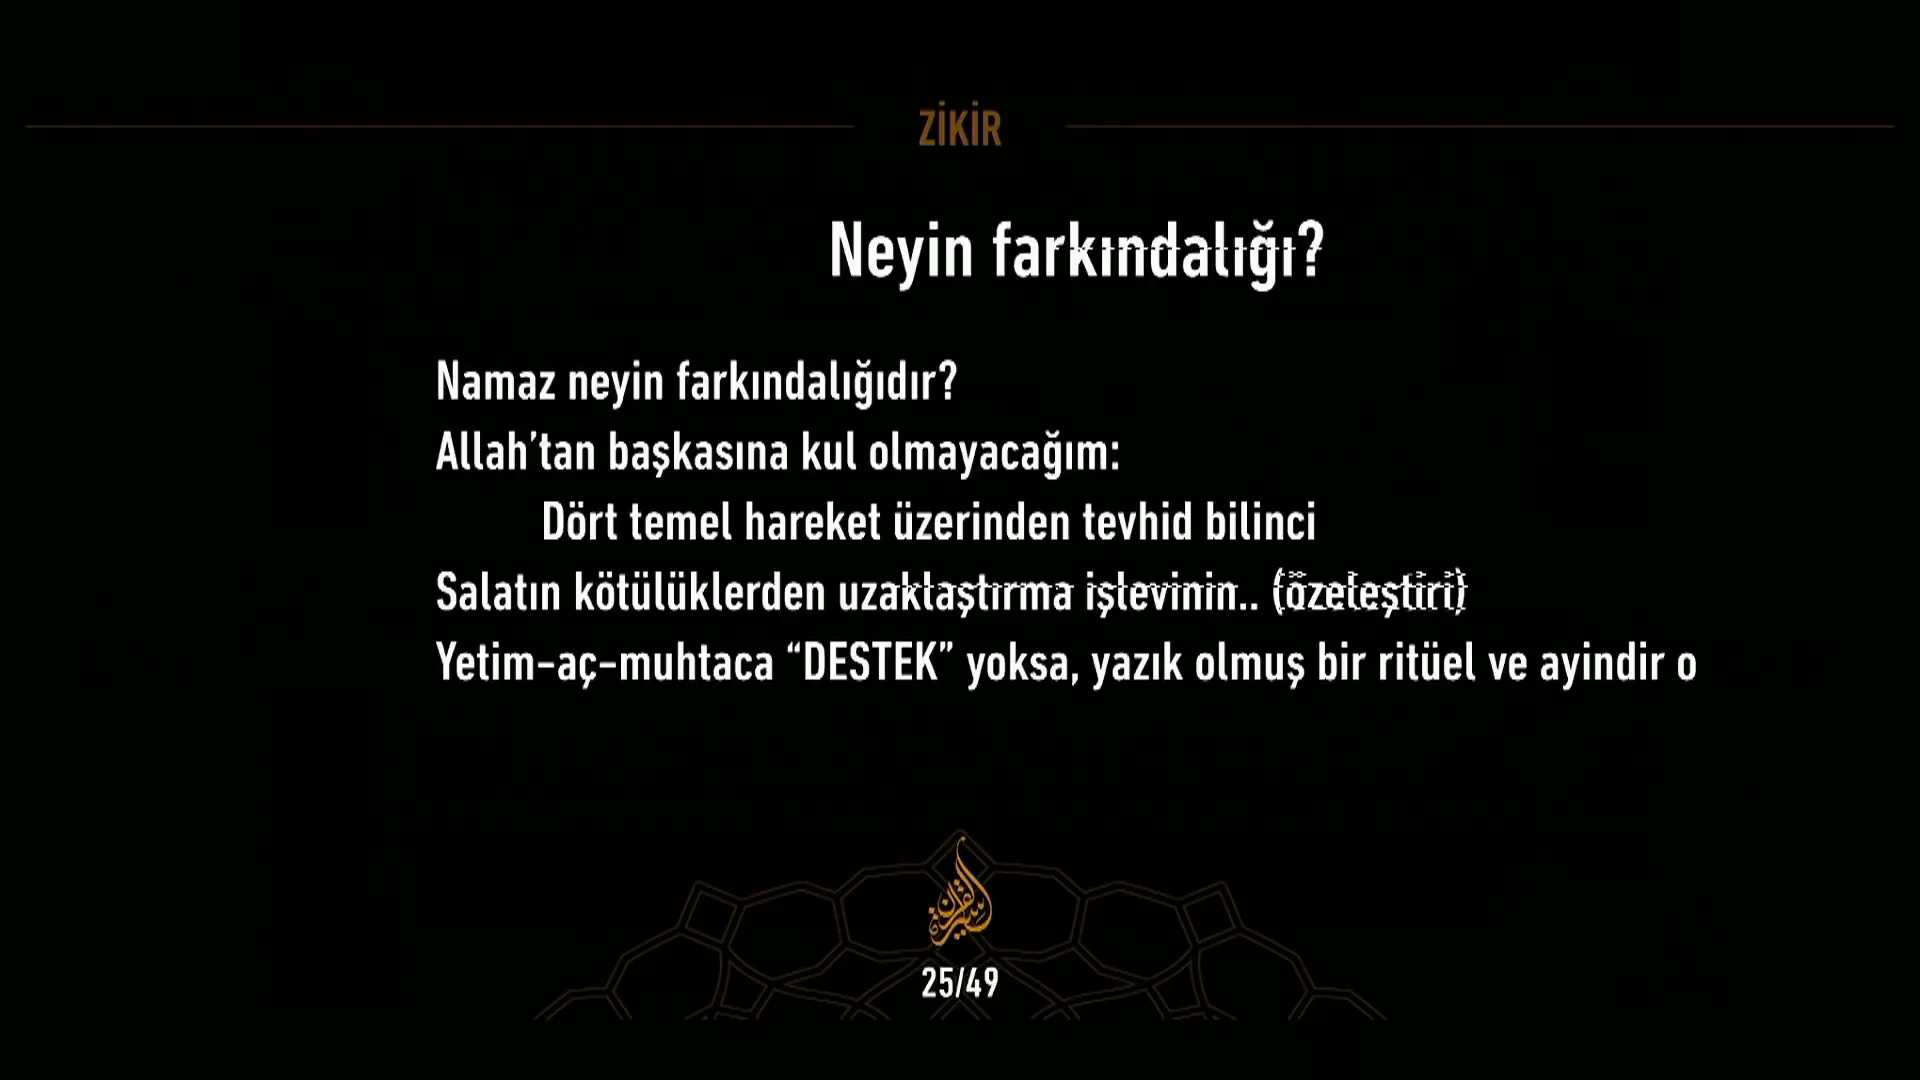 ZİKİR
Neyin farkındalığı?
Namaz neyin farkındalığıdır?
Allah’tan başkasına kul olmayacağım:
Dört temel hareket üzerinden tevhid bilinci
Salatın kötülüklerden uzaklaştırma işlevinin.. (özeleştiri)
Yetim-aç-muhtaca “DESTEK” yoksa, yazık olmuş bir ritüel ve ayindir o
25/49